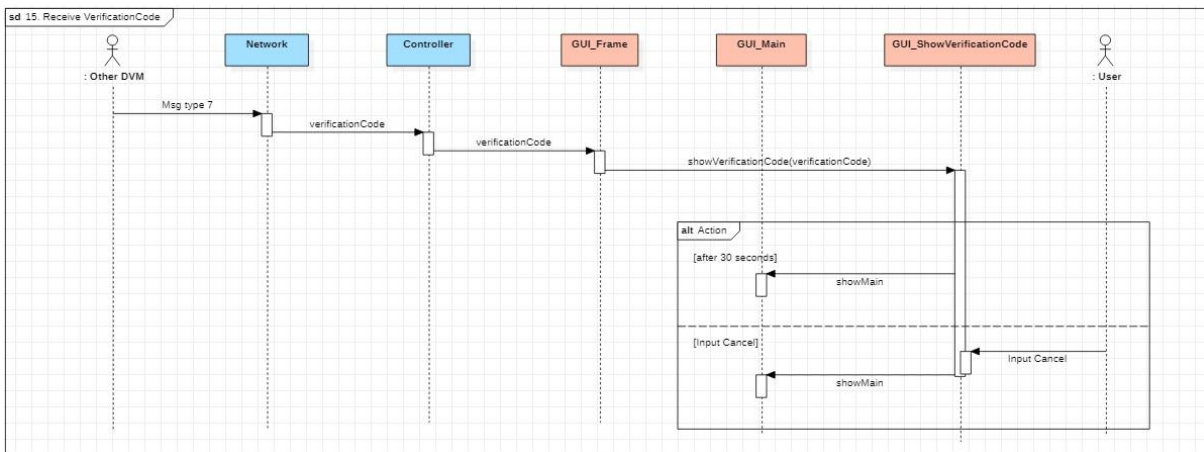 sd 15. Receive VerificationCode
Network
Controller
GUI_Frame
GUI_Main
GUI_ShowVerificationCode
: Other DVM
: User
Msg type 7
verificationCode
verificationCode
showVerificationCode(verificationCode)
alt Action
[after 30 seconds]
showMain
[Input Cancel]
Input Cancel
showMain